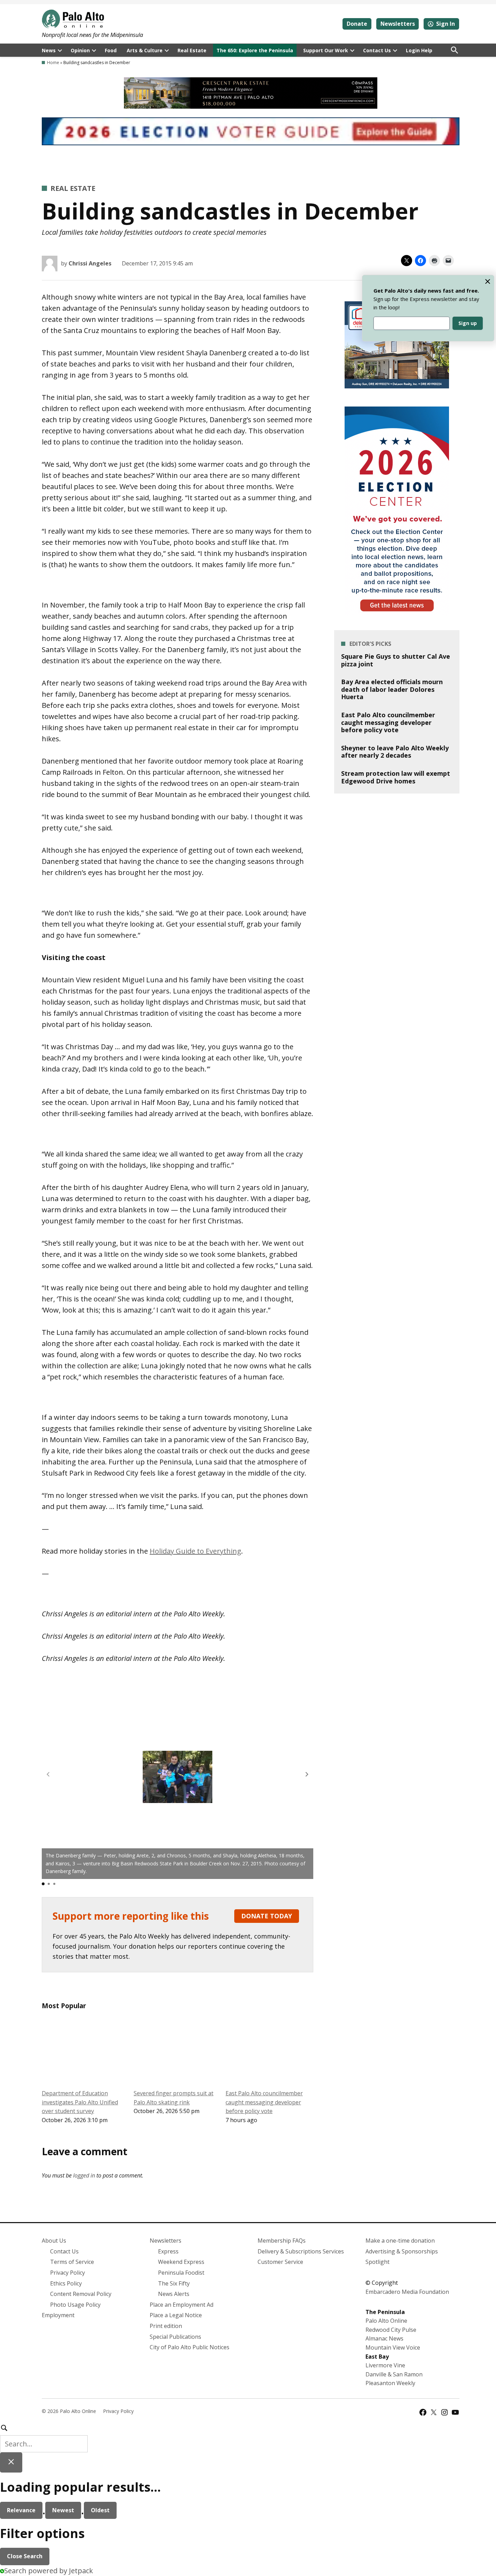 Palo Alto
online
Nonprofit local news for the Midpeninsula
Donate
Newsletters
Sign In
News
Opinion
Food
Arts & Culture
Real Estate
The 650: Explore the Peninsula
Support Our Work
Contact Us
Login Help
Home » Building sandcastles in December
CRESCENT PARK ESTATE
French Modern Elegance
1418 PITMAN AVE | PALO ALTO
$18,000,000
COMPASS
2026 ELECTION VOTER GUIDE
Explore the Guide
REAL ESTATE
Building sandcastles in December
Local families take holiday festivities outdoors to create special memories
by Chrissi Angeles
December 17, 2015 9:45 am
Get Palo Alto's daily news fast and free.
Sign up for the Express newsletter and stay in the loop!
Sign up
Although snowy white winters are not typical in the Bay Area, local families have taken advantage of the Peninsula's sunny holiday season by heading outdoors to create their own winter traditions — spanning from train rides in the redwoods of the Santa Cruz mountains to exploring the beaches of Half Moon Bay.
This past summer, Mountain View resident Shayla Danenberg created a to-do list of state beaches and parks to visit with her husband and their four children, ranging in age from 3 years to 5 months old.
The initial plan, she said, was to start a weekly family tradition as a way to get her children to reflect upon each weekend with more enthusiasm. After documenting each trip by creating videos using Google Pictures, Danenberg's son seemed more receptive to having conversations about what he did each day. This observation led to plans to continue the tradition into the holiday season.
"We said, 'Why don't we just get (the kids) some warmer coats and go through the list of beaches and state beaches?' Within our area there are so many different beaches up and down the coast. We've never been bored. We've never thought, 'What are we going to do? It's the same old thing,'
"I really want my kids to see these memories. There are so many ways for them to see their memories now with YouTube, photo books and stuff like that. I'm inspired to show them what they do," she said. "I think my husband's inspiration is (that) he wants to show them the outdoors. It makes family life more fun."
In November, the family took a trip to Half Moon Bay to experience the crisp fall weather, sandy beaches and autumn colors. After spending the afternoon building sand castles and searching for sand crabs, they packed up for a trip home along Highway 17. Along the route they purchased a Christmas tree at Santa's Village in Scotts Valley. For the Danenberg family, it's for not just about the destination it's about the experience on the way there.
After nearly two seasons of taking weekend road trips around the Bay Area with her family, Danenberg has become adept at preparing for messy scenarios. Before each trip she packs extra clothes, shoes and towels for everyone. Moist towelettes and wipes have also become a crucial part of her road-trip packing. Hiking shoes have taken up permanent real estate in their car for impromptu hikes.
Danenberg mentioned that her favorite outdoor memory took place at Roaring Camp Railroads in Felton. On this particular afternoon, she witnessed her husband taking in the sights of the redwood trees on an open-air steam-train ride bound to the summit of Bear Mountain as he embraced their youngest child.
"It was kind sweet to see my husband bonding with our baby. I thought it was pretty cute," she said.
Although she has enjoyed the experience of getting out of town each weekend, Danenberg stated that having the chance to see the changing seasons through her children's eyes has brought her the most joy.
"We don't like to rush the kids," she said. "We go at their pace. Look around; have them tell you what they're looking at. Get your essential stuff, grab your family and go have fun somewhere."
Visiting the coast
Mountain View resident Miguel Luna and his family have been visiting the coast each Christmas for the past four years. Luna enjoys the traditional aspects of the holiday season, such as holiday light displays and Christmas music, but said that his family's annual Christmas tradition of visiting the coast has become a more pivotal part of his holiday season.
"It was Christmas Day … and my dad was like, 'Hey, you guys wanna go to the beach?' And my brothers and I were kinda looking at each other like, 'Uh, you're kinda crazy, Dad! It's kinda cold to go to the beach.'"
After a bit of debate, the Luna family embarked on its first Christmas Day trip to see the ocean. Upon arrival in Half Moon Bay, Luna and his family noticed that other thrill-seeking families had already arrived at the beach, with bonfires ablaze.
"We all kinda shared the same idea; we all wanted to get away from all the crazy stuff going on with the holidays, like shopping and traffic."
After the birth of his daughter Audrey Elena, who will turn 2 years old in January, Luna was determined to return to the coast with his daughter. With a diaper bag, warm drinks and extra blankets in tow — the Luna family introduced their youngest family member to the coast for her first Christmas.
"She's still really young, but it was nice to be at the beach with her. We went out there, and it was a little on the windy side so we took some blankets, grabbed some coffee and we walked around a little bit and collected a few rocks," Luna said.
"It was really nice being out there and being able to hold my daughter and telling her, 'This is the ocean!' She was kinda cold; cuddling up to me, and i thought, 'Wow, look at this; this is amazing.' I can't wait to do it again this year."
The Luna family has accumulated an ample collection of sand-blown rocks found along the shore after each coastal holiday. Each rock is marked with the date it was found, along with a few words or quotes to describe the day. No two rocks within the collection are alike; Luna jokingly noted that he now owns what he calls a "pet rock," which resembles the characteristic features of a human face.
If a winter day indoors seems to be taking a turn towards monotony, Luna suggests that families rekindle their sense of adventure by visiting Shoreline Lake in Mountain View. Families can take in a panoramic view of the San Francisco Bay, fly a kite, ride their bikes along the coastal trails or check out the ducks and geese inhabiting the area. Further up the Peninsula, Luna said that the atmosphere of Stulsaft Park in Redwood City feels like a forest getaway in the middle of the city.
"I'm no longer stressed when we visit the parks. If you can, put the phones down and put them away. … It's family time," Luna said.
—
Read more holiday stories in the Holiday Guide to Everything.
—
Chrissi Angeles is an editorial intern at the Palo Alto Weekly.
Chrissi Angeles is an editorial intern at the Palo Alto Weekly.
Chrissi Angeles is an editorial intern at the Palo Alto Weekly.
The Danenberg family — Peter, holding Arete, 2, and Chronos, 5 months, and Shayla, holding Aletheia, 18 months, and Kairos, 3 — venture into Big Basin Redwoods State Park in Boulder Creek on Nov. 27, 2015. Photo courtesy of Danenberg family.
Support more reporting like this
DONATE TODAY
For over 45 years, the Palo Alto Weekly has delivered independent, community-focused journalism. Your donation helps our reporters continue covering the stories that matter most.
2026
ELECTION
CENTER
We've got you covered.
Check out the Election Center — your one-stop shop for all things election. Dive deep into local election news, learn more about the candidates and ballot propositions, and on race night see up-to-the-minute race results.
Get the latest news
EDITOR'S PICKS
Square Pie Guys to shutter Cal Ave pizza joint
Bay Area elected officials mourn death of labor leader Dolores Huerta
East Palo Alto councilmember caught messaging developer before policy vote
Sheyner to leave Palo Alto Weekly after nearly 2 decades
Stream protection law will exempt Edgewood Drive homes
Most Popular
Department of Education investigates Palo Alto Unified over student survey
October 26, 2026 3:10 pm
Severed finger prompts suit at Palo Alto skating rink
October 26, 2026 5:50 pm
East Palo Alto councilmember caught messaging developer before policy vote
7 hours ago
Leave a comment
You must be logged in to post a comment.
About Us
Contact Us
Terms of Service
Privacy Policy
Ethics Policy
Content Removal Policy
Photo Usage Policy
Employment
Newsletters
Express
Weekend Express
Peninsula Foodist
The Six Fifty
News Alerts
Place an Employment Ad
Place a Legal Notice
Print edition
Special Publications
City of Palo Alto Public Notices
Membership FAQs
Delivery & Subscriptions Services
Customer Service
Make a one-time donation
Advertising & Sponsorships
Spotlight
© Copyright
Embarcadero Media Foundation
The Peninsula
Palo Alto Online
Redwood City Pulse
Almanac News
Mountain View Voice
East Bay
Livermore Vine
Danville & San Ramon
Pleasanton Weekly
© 2026 Palo Alto Online
Privacy Policy
Search…
Loading popular results...
Relevance
Newest
Oldest
Filter options
Close Search
Search powered by Jetpack